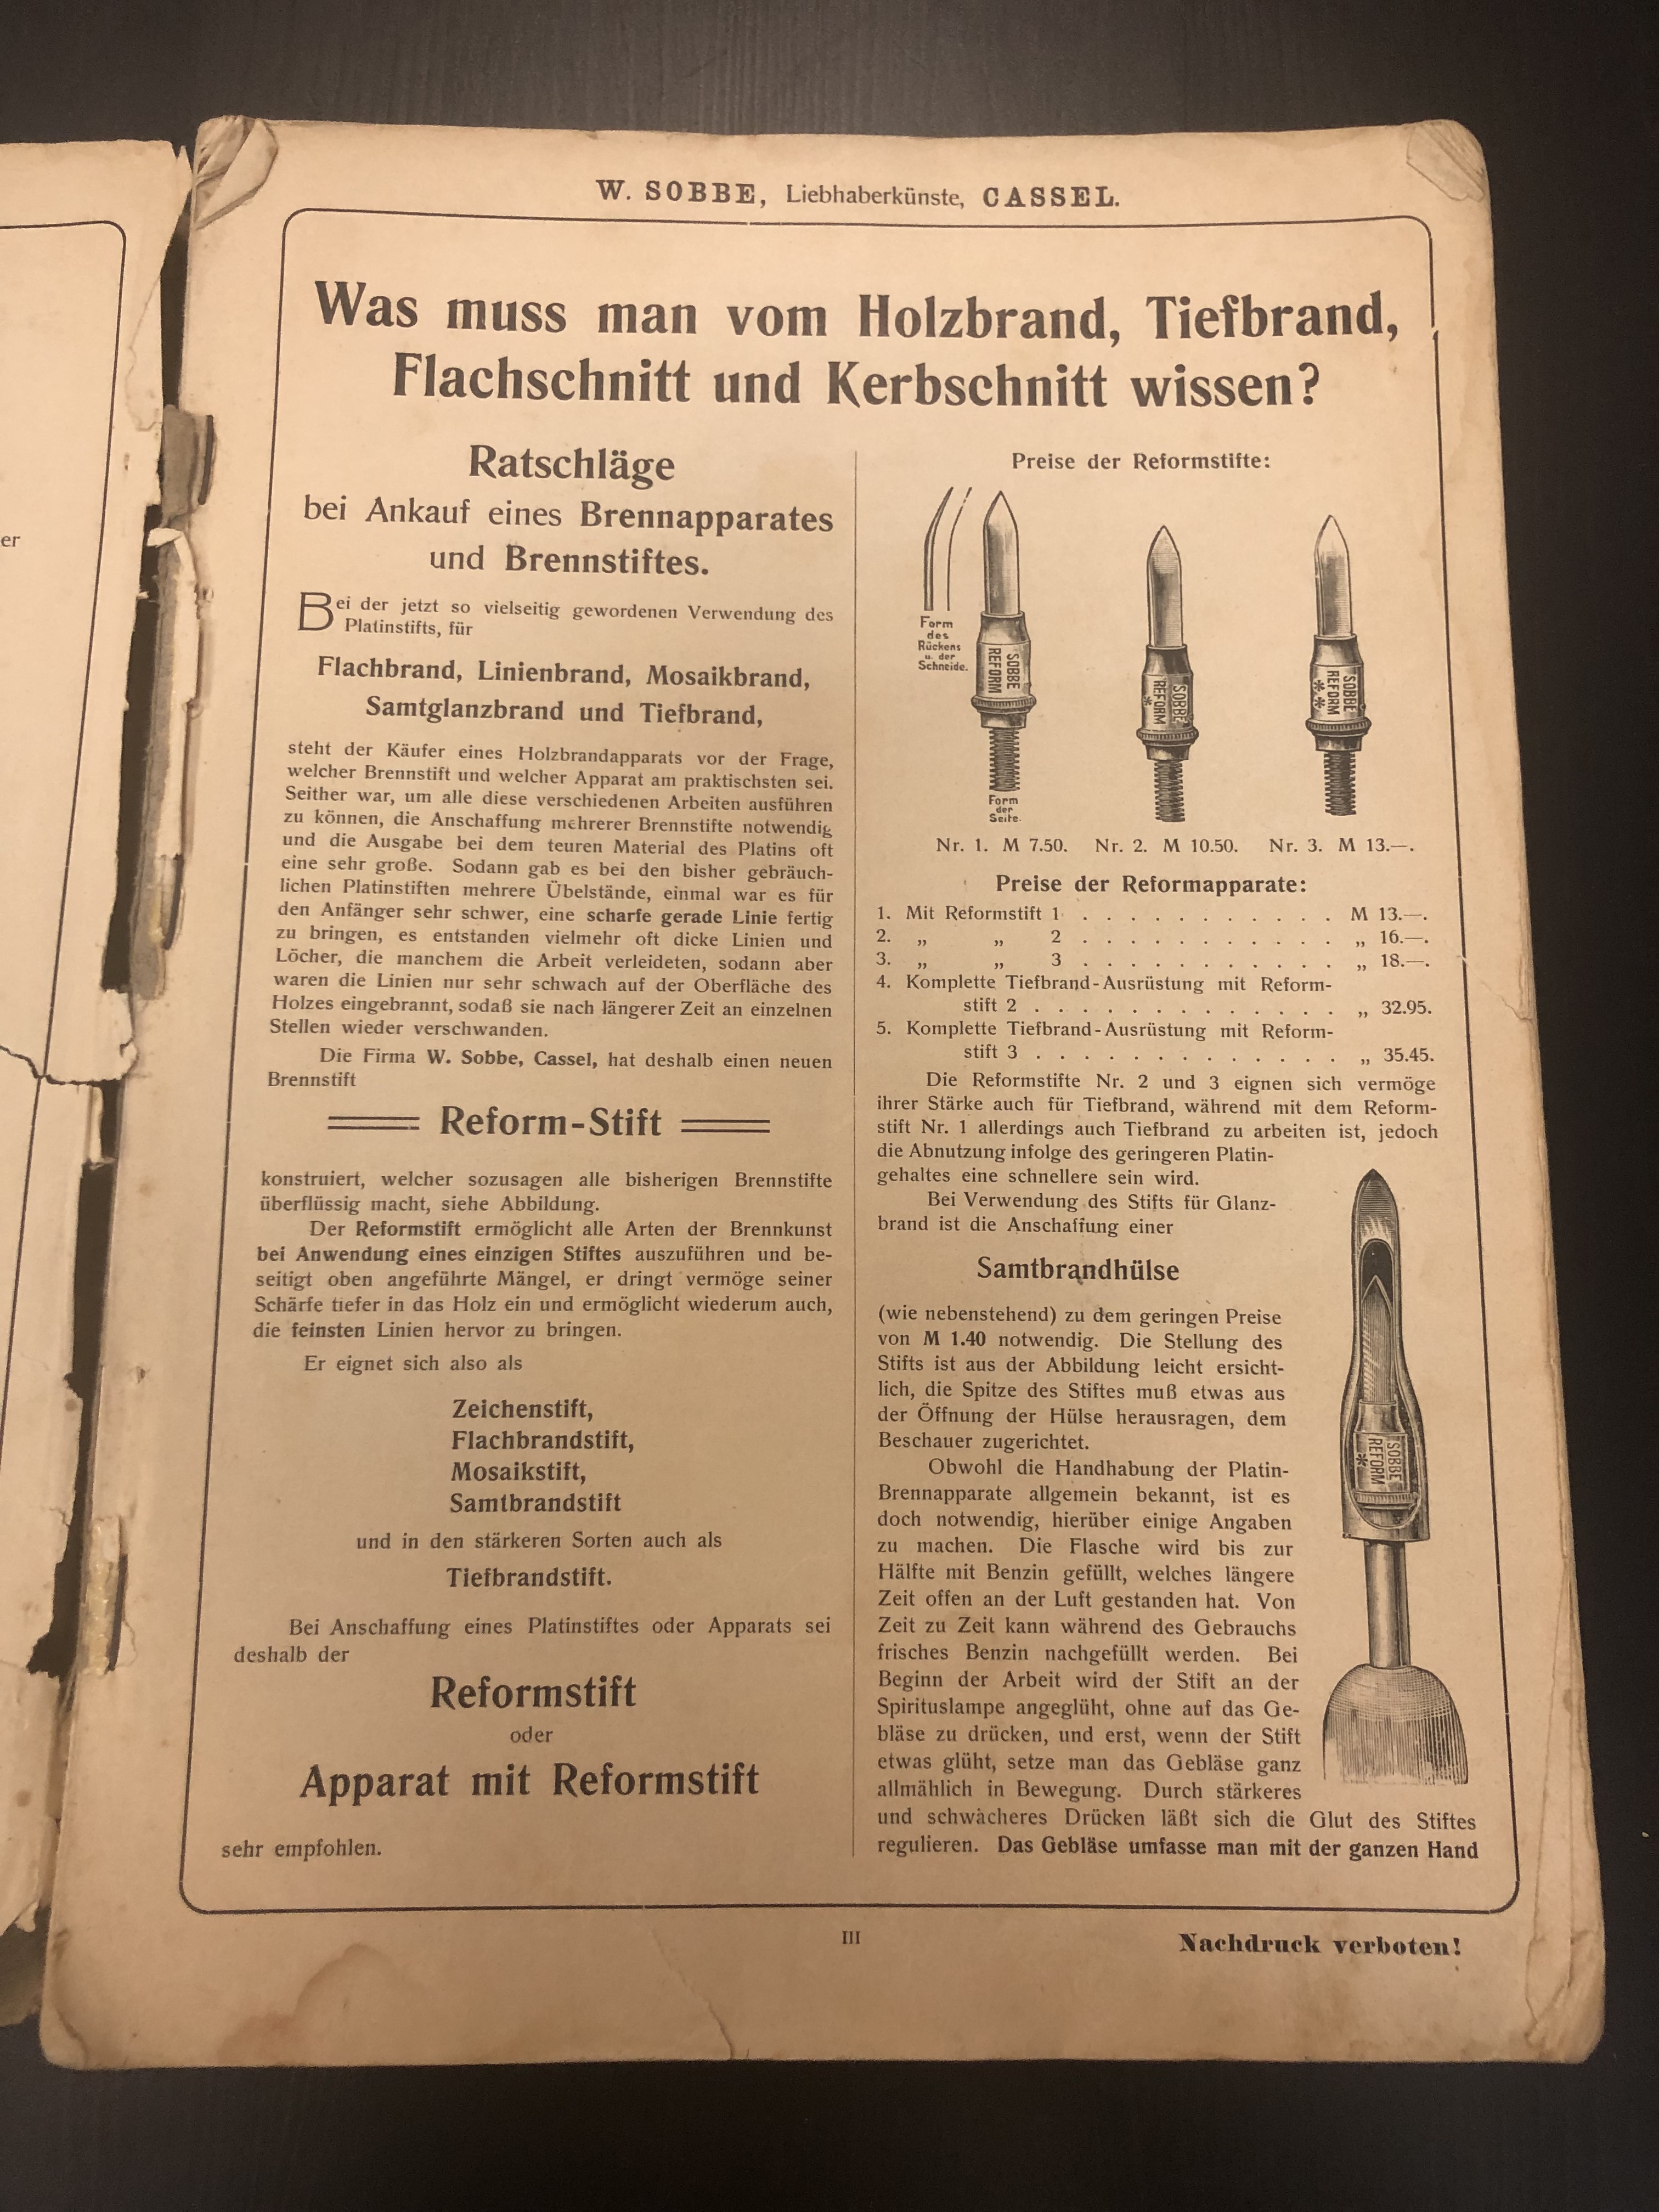 er
W. SOBBE, Liebhaberkünste, CASSEL.
Was muss man vom Holzbrand, Tiefbrand,
Flachschnitt und Kerbschnitt wissen?
Ratschläge
bei Ankauf eines Brennapparates
und Brennstiftes.
Bei der jetzt so vielseitig gewordenen Verwendung des
Platinstifts, für
Flachbrand, Linienbrand, Mosaikbrand,
Samtglanzbrand und Tiefbrand,
steht der Käufer eines Holzbrandapparats vor der Frage,
welcher Brennstift und welcher Apparat am praktischsten sei.
Seither war, um alle diese verschiedenen Arbeiten ausführen
zu können, die Anschaffung mehrerer Brennstifte notwendig
und die Ausgabe bei dem teuren Material des Platins oft
eine sehr große. Sodann gab es bei den bisher gebräuch-
lichen Platinstiften mehrere Übelstände, einmal war es für
den Anfänger sehr schwer, eine scharfe gerade Linie fertig
zu bringen, es entstanden vielmehr oft dicke Linien und
Löcher, die manchem die Arbeit verleideten, sodann aber
waren die Linien nur sehr schwach auf der Oberfläche des
Holzes eingebrannt, sodaß sie nach längerer Zeit an einzelnen
Stellen wieder verschwanden.
Die Firma W. Sobbe, Cassel, hat deshalb einen neuen
Brennstift
Reform-Stift
konstruiert, welcher sozusagen alle bisherigen Brennstifte
überflüssig macht, siehe Abbildung.
Der Reformstift ermöglicht alle Arten der Brennkunst
bei Anwendung eines einzigen Stiftes auszuführen und be-
seitigt oben angeführte Mängel, er dringt vermöge seiner
Schärfe tiefer in das Holz ein und ermöglicht wiederum auch,
die feinsten Linien hervor zu bringen.
Er eignet sich also als
Zeichenstift,
Flachbrandstift,
Mosaikstift,
Samtbrandstift
und in den stärkeren Sorten auch als
Tiefbrandstift.
Bei Anschaffung eines Platinstiftes oder Apparats sei
deshalb der
Reformstift
oder
Apparat mit Reformstift
sehr empfohlen.
Preise der Reformstifte:
Form
des
Rückens
u. der
Schneide.
SOBBE
REFORM
Form
der
Seite.
SOBBE
REFORM
*
SOBBE
REFORM
**
Nr. 1. M 7.50. Nr. 2. M 10.50. Nr. 3. M 13.—.
Preise der Reformapparate:
1. Mit Reformstift 1 . . . . . . . . . . . M 13.—.
2. „ „ 2 . . . . . . . . . . . „ 16.—.
3. „ „ 3 . . . . . . . . . . . „ 18.—.
4. Komplette Tiefbrand-Ausrüstung mit Reform-
stift 2 . . . . . . . . . . . . . „ 32.95.
5. Komplette Tiefbrand-Ausrüstung mit Reform-
stift 3 . . . . . . . . . . . . . „ 35.45.
Die Reformstifte Nr. 2 und 3 eignen sich vermöge
ihrer Stärke auch für Tiefbrand, während mit dem Reform-
stift Nr. 1 allerdings auch Tiefbrand zu arbeiten ist, jedoch
die Abnutzung infolge des geringeren Platin-
gehaltes eine schnellere sein wird.
Bei Verwendung des Stifts für Glanz-
brand ist die Anschaffung einer
Samtbrandhülse
(wie nebenstehend) zu dem geringen Preise
von M 1.40 notwendig. Die Stellung des
Stifts ist aus der Abbildung leicht ersicht-
lich, die Spitze des Stiftes muß etwas aus
der Öffnung der Hülse herausragen, dem
Beschauer zugerichtet.
Obwohl die Handhabung der Platin-
Brennapparate allgemein bekannt, ist es
doch notwendig, hierüber einige Angaben
zu machen. Die Flasche wird bis zur
Hälfte mit Benzin gefüllt, welches längere
Zeit offen an der Luft gestanden hat. Von
Zeit zu Zeit kann während des Gebrauchs
frisches Benzin nachgefüllt werden. Bei
Beginn der Arbeit wird der Stift an der
Spirituslampe angeglüht, ohne auf das Ge-
bläse zu drücken, und erst, wenn der Stift
etwas glüht, setze man das Gebläse ganz
allmählich in Bewegung. Durch stärkeres
und schwächeres Drücken läßt sich die Glut des Stiftes
regulieren. Das Gebläse umfasse man mit der ganzen Hand
SOBBE
REFORM
*
III
Nachdruck verboten!